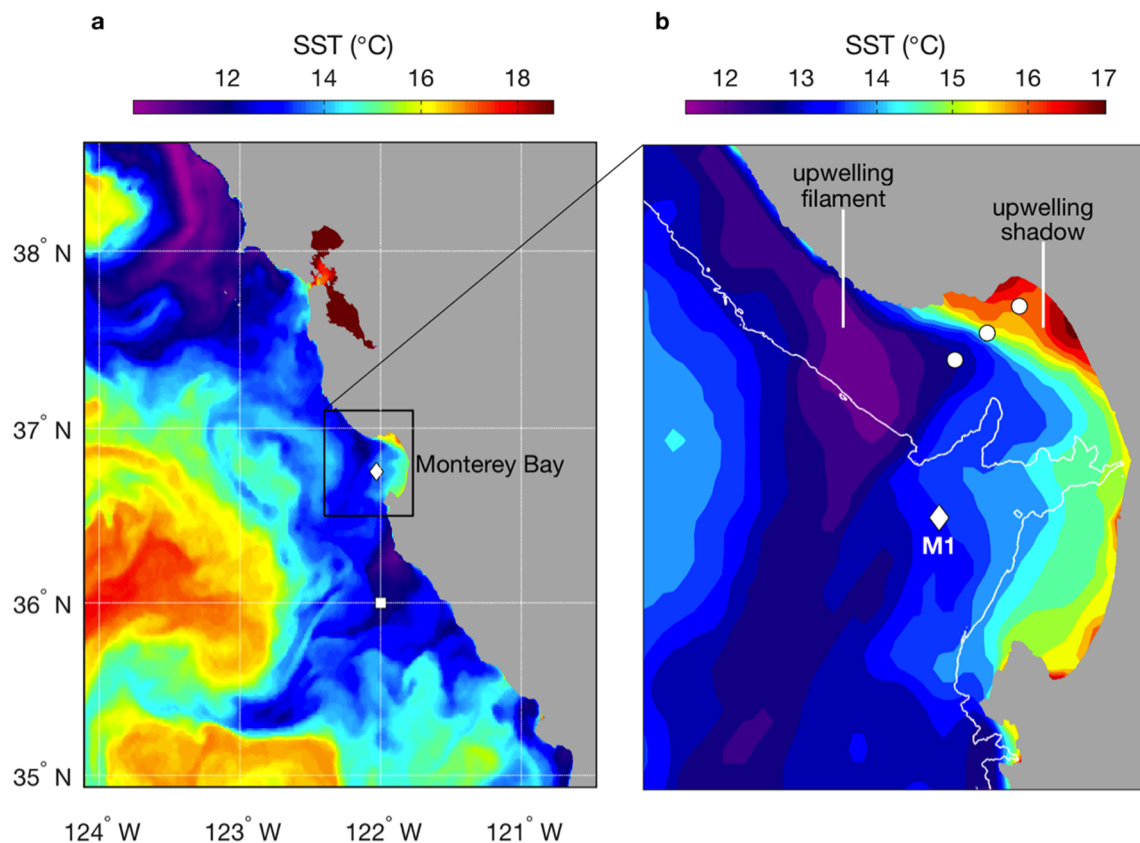 a
SST (°C)
12 14 16 18
38° N
37° N
36° N
35° N
124° W 123° W 122° W 121° W
Monterey Bay
b
SST (°C)
12 13 14 15 16 17
upwelling
filament
upwelling
shadow
M1